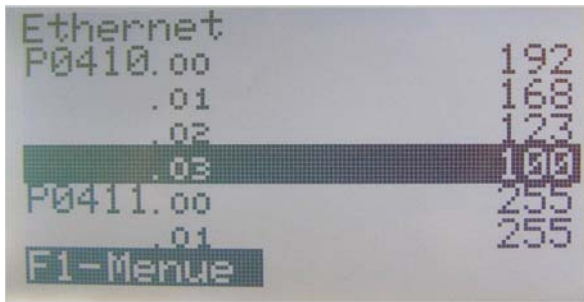 Ethernet
P0410.00 192
.01 168
.02 123
.03 100
P0411.00 255
.01 255
F1-Menue